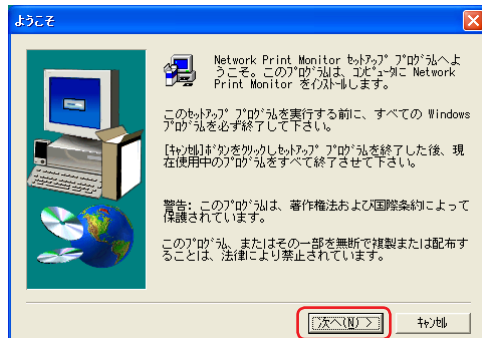 ようこそ
Network Print Monitor ｾｯﾄｱｯﾌﾟ ﾌﾟﾛｸﾞﾗﾑへよ
うこそ。このﾌﾟﾛｸﾞﾗﾑは、ｺﾝﾋﾟｭｰﾀに Network
Print Monitor をｲﾝｽﾄｰﾙします。
このｾｯﾄｱｯﾌﾟ ﾌﾟﾛｸﾞﾗﾑを実行する前に、すべての Windows
ﾌﾟﾛｸﾞﾗﾑを必ず終了して下さい。
[ｷｬﾝｾﾙ]ﾎﾞﾀﾝをｸﾘｯｸしｾｯﾄｱｯﾌﾟ ﾌﾟﾛｸﾞﾗﾑを終了した後、現
在使用中のﾌﾟﾛｸﾞﾗﾑをすべて終了させて下さい。
警告: このﾌﾟﾛｸﾞﾗﾑは、著作権法および国際条約によって
保護されています。
このﾌﾟﾛｸﾞﾗﾑ、またはその一部を無断で複製または配布す
ることは、法律により禁止されています。
次へ(N) > ｷｬﾝｾﾙ